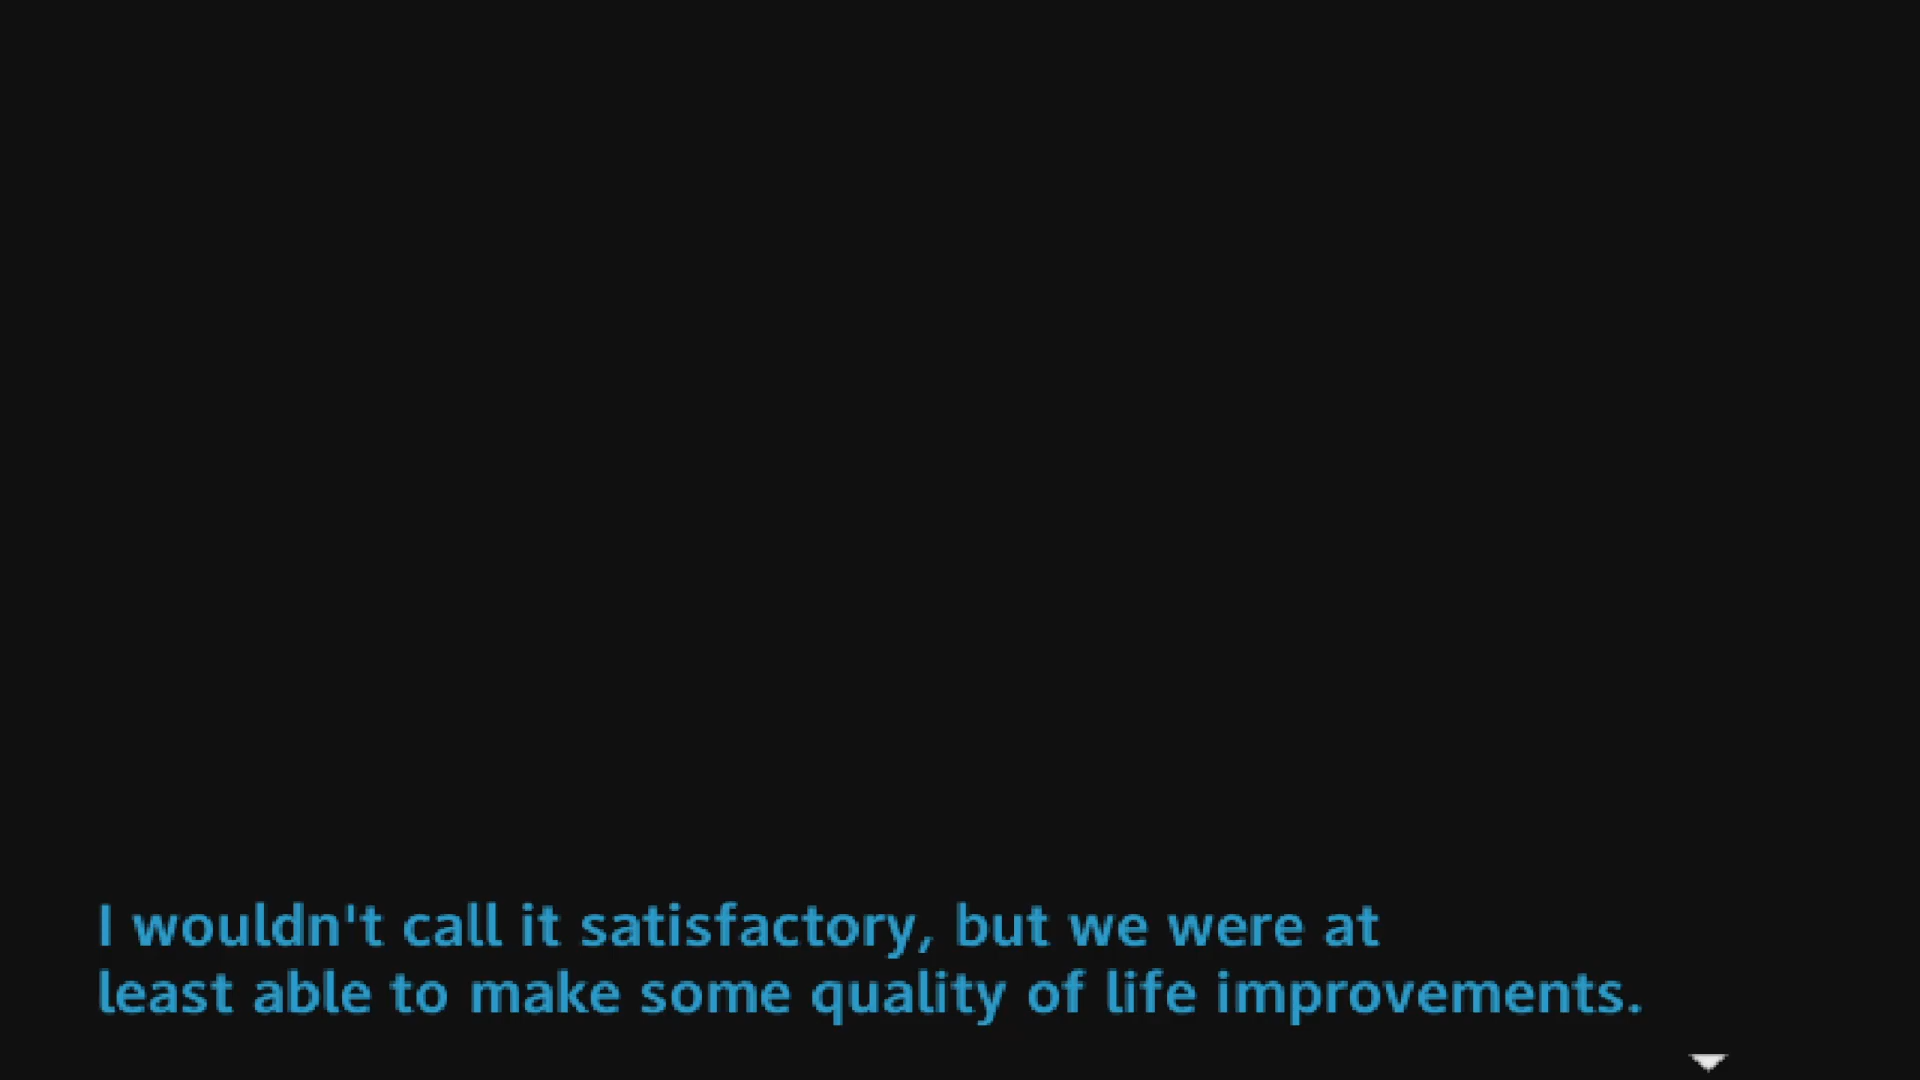 I wouldn't call it satisfactory, but we were at
least able to make some quality of life improvements.